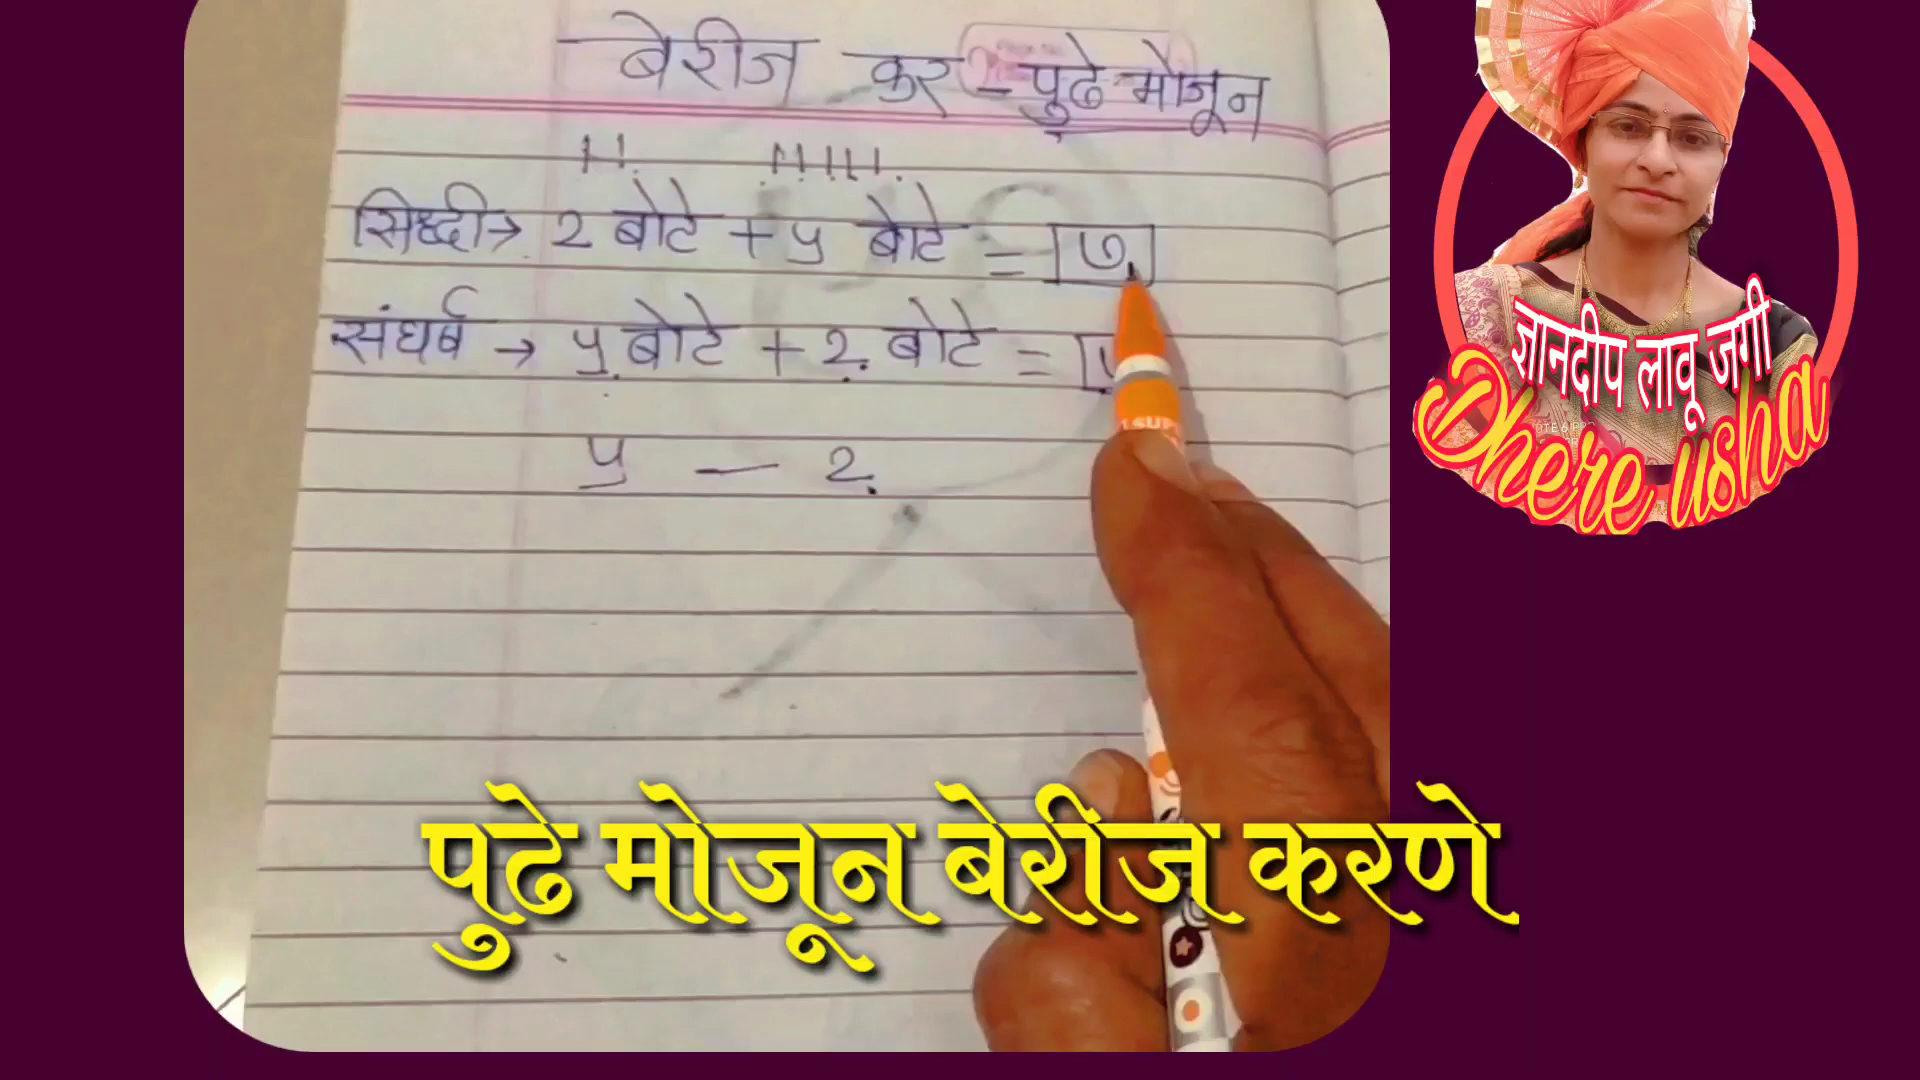 बेरीज कर - पुढे मोजून
सिध्दी → २ बोटे + ५ बोटे = ७
संघर्ष → ५ बोटे + २ बोटे =
५ — २
ज्ञानदीप लावू जगी
Dhere usha
पुढे मोजून बेरीज करणे